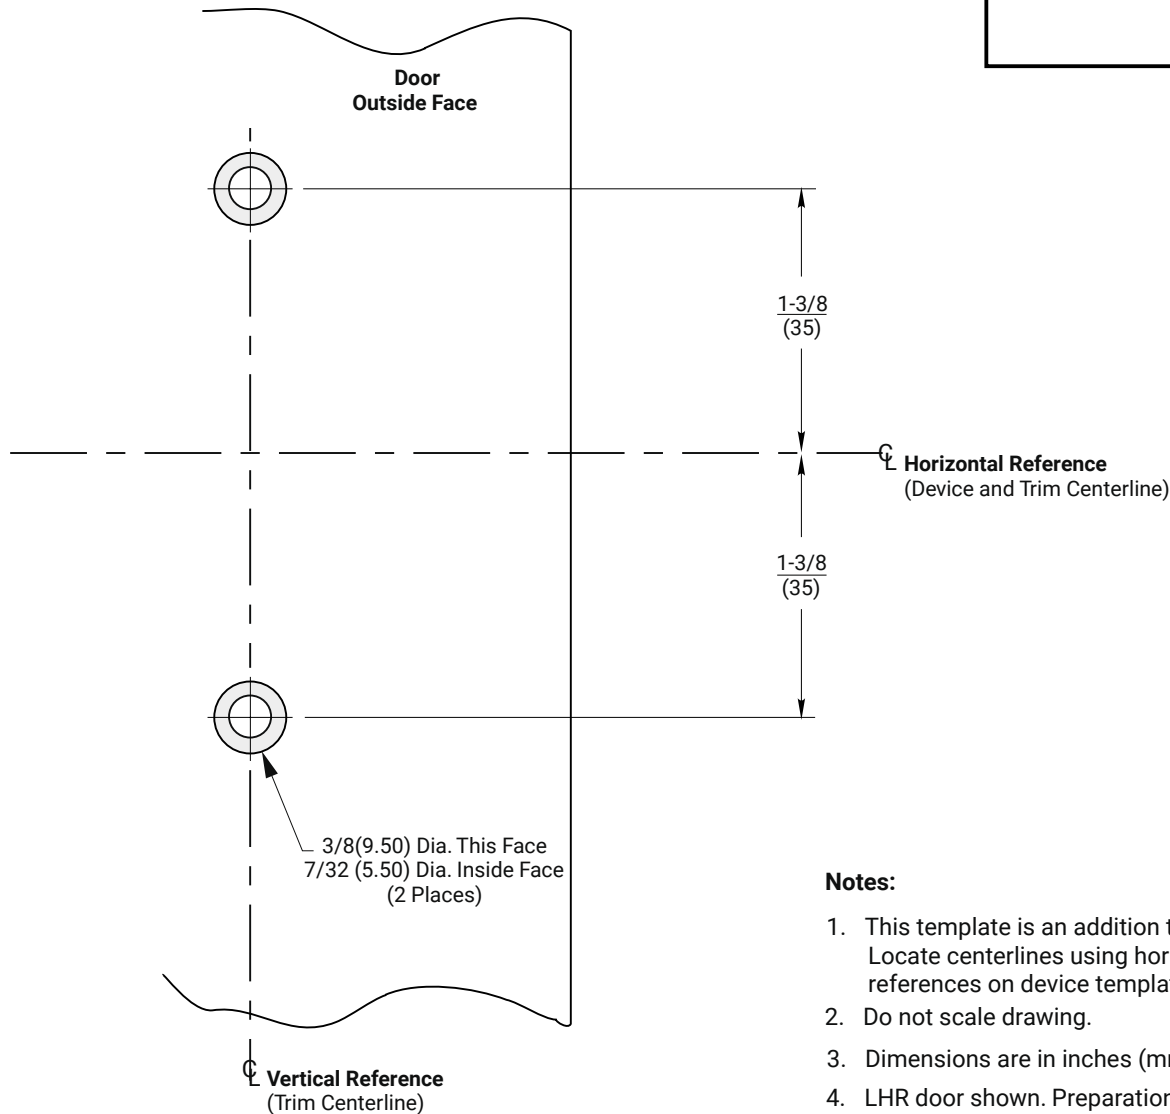 Door
Outside Face
1-3/8
(35)
℄ Horizontal Reference
(Device and Trim Centerline)
1-3/8
(35)
3/8(9.50) Dia. This Face
7/32 (5.50) Dia. Inside Face
(2 Places)
Notes:
1. This template is an addition
Locate centerlines using
references on device
2. Do not scale drawing.
3. Dimensions are in inches
4. LHR door shown. Preparation
℄ Vertical Reference
(Trim Centerline)